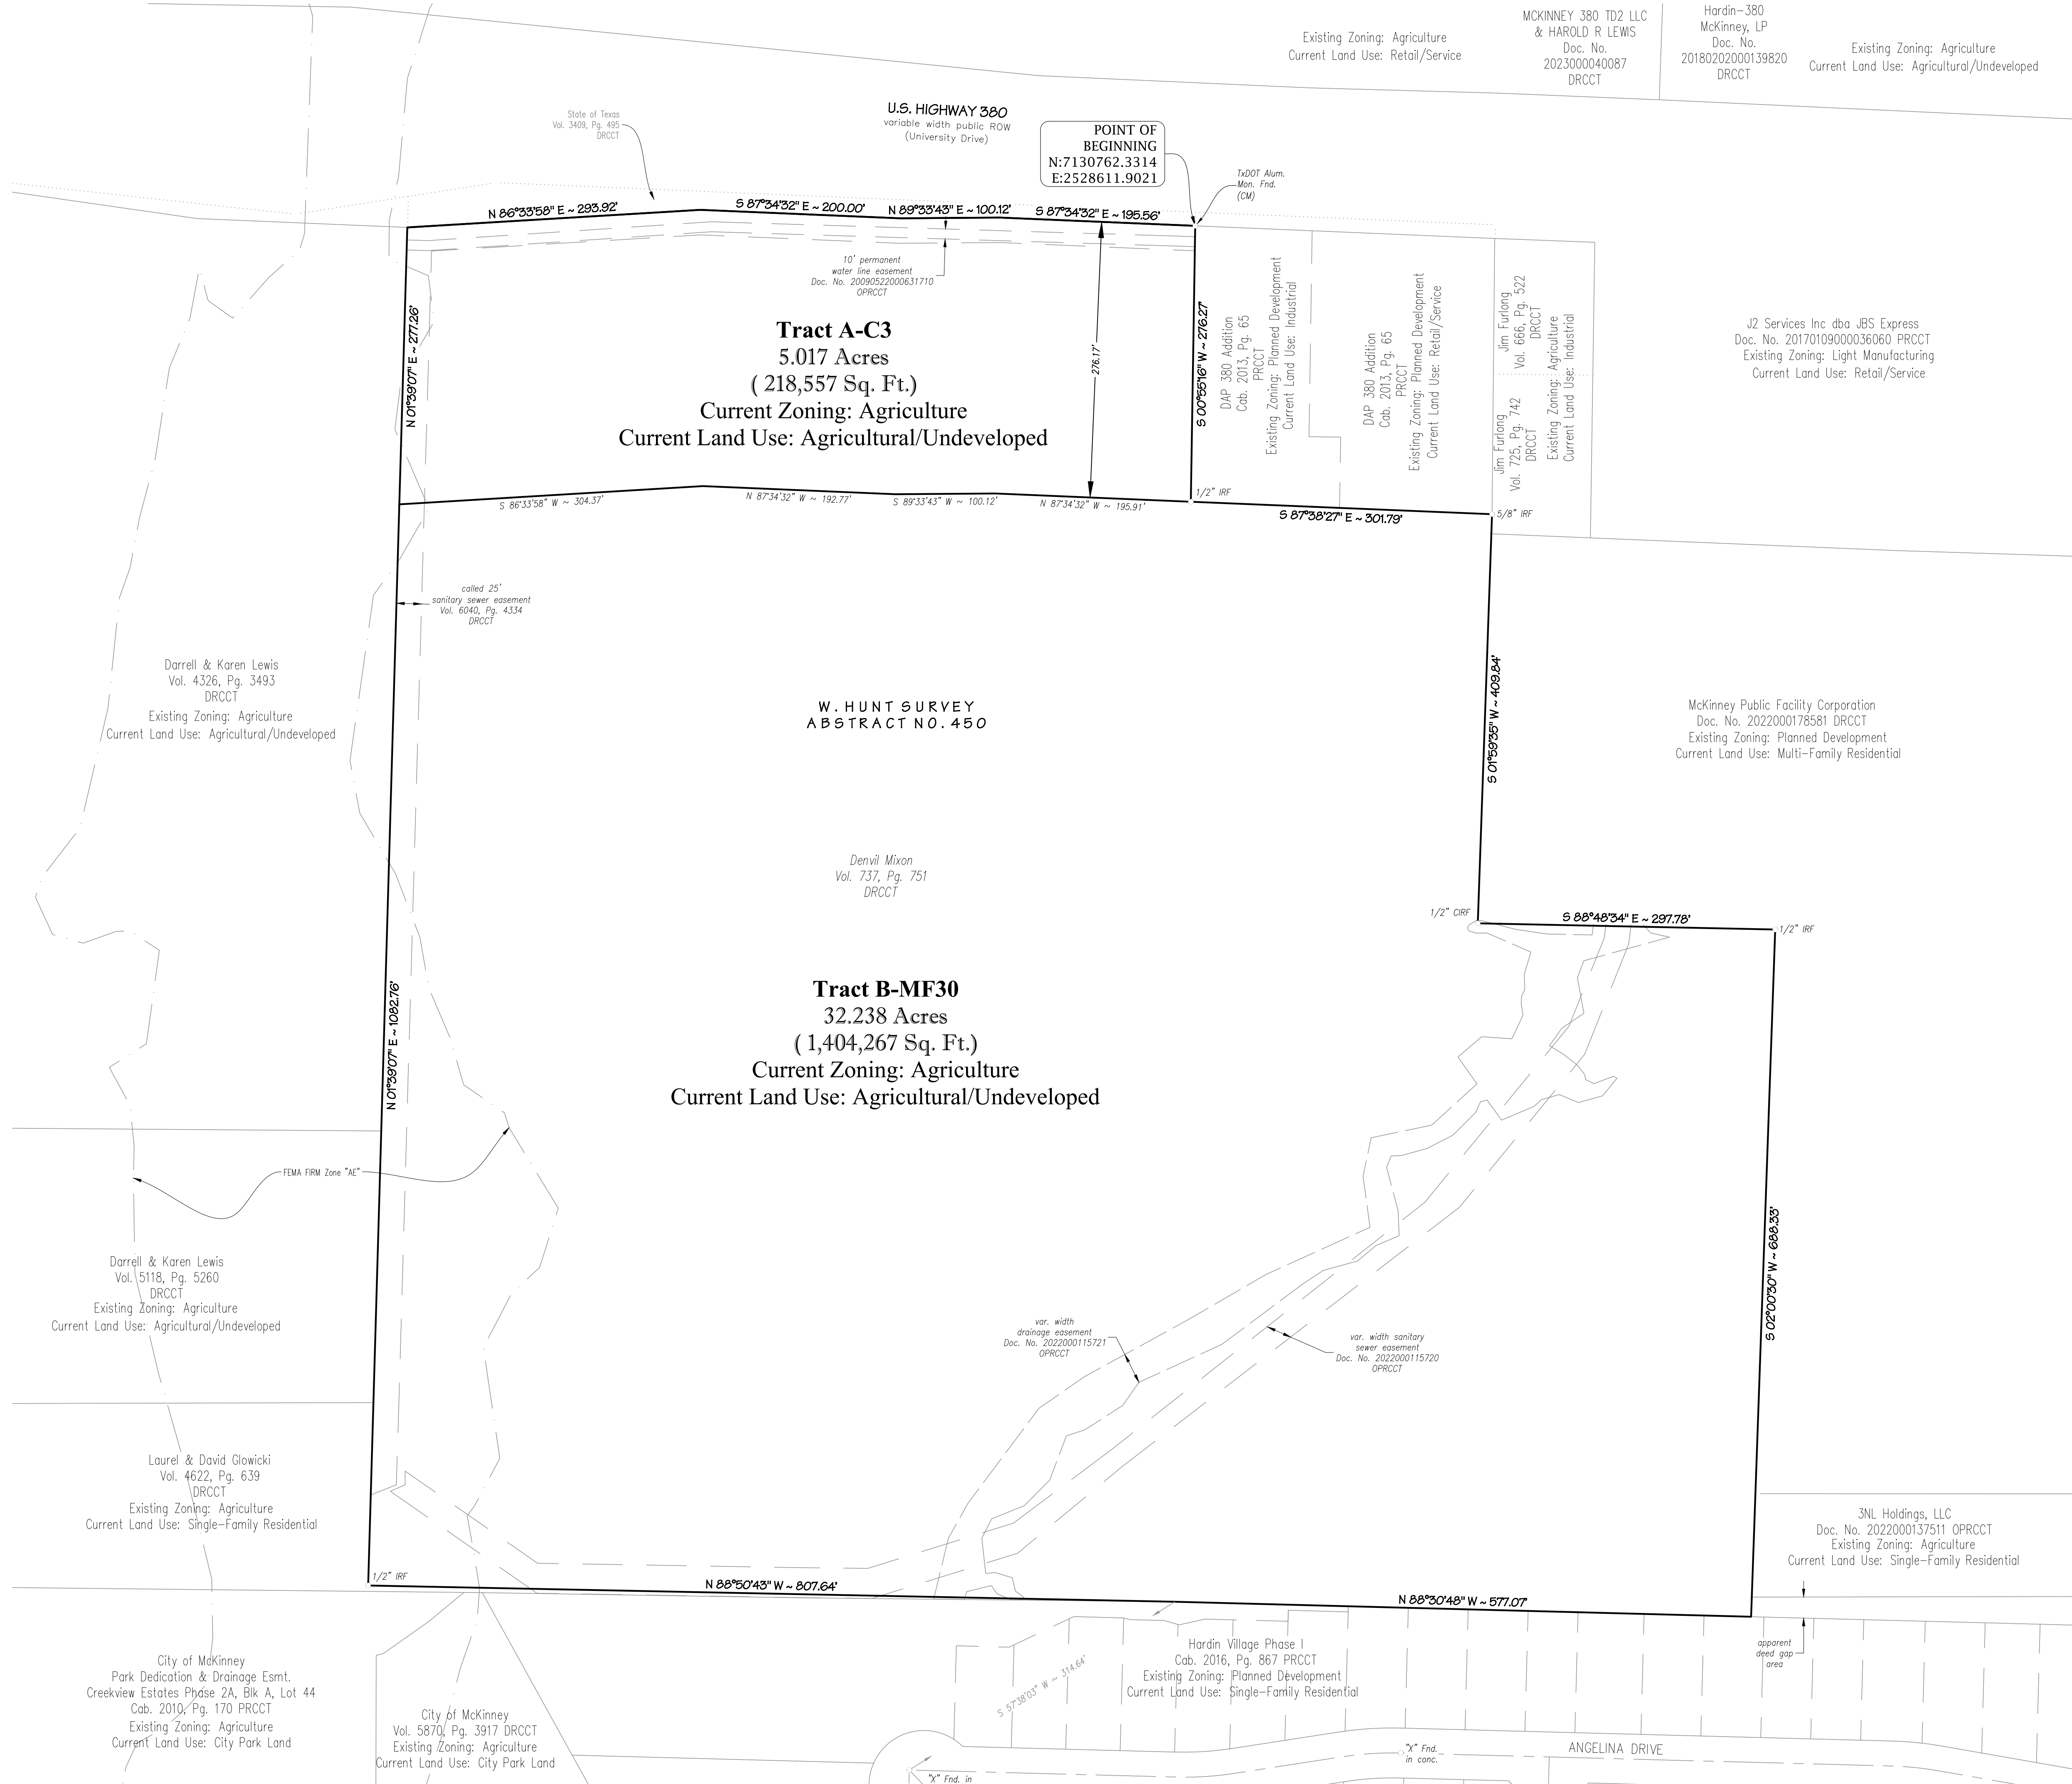 MCKINNEY 380 TD2 LLC
& HAROLD R LEWIS
Doc. No.
2023000040087
DRCCT
Hardin-380
McKinney, LP
Doc. No.
20180202000139820
DRCCT
Existing Zoning: Agriculture
Current Land Use: Retail/Service
Existing Zoning: Agriculture
Current Land Use: Agricultural/Undeveloped
State of Texas
Vol. 3409, Pg. 495
DRCCT
U.S. HIGHWAY 380
variable width public ROW
(University Drive)
POINT OF
BEGINNING
N:7130762.3314
E:2528611.9021
TxDOT Alum.
Mon. Fnd.
(CM)
N 86°33'58" E ~ 293.92'
S 87°34'32" E ~ 200.00'
N 89°33'43" E ~ 100.12'
S 87°34'32" E ~ 195.56'
10' permanent
water line easement
Doc. No. 20090522000631710
OPRCCT
N 01°39'07" E ~ 277.26'
Tract A-C3
5.017 Acres
( 218,557 Sq. Ft.)
Current Zoning: Agriculture
Current Land Use: Agricultural/Undeveloped
276.17'
S 00°55'16" W ~ 276.27'
DAP 380 Addition
Cab. 2013, Pg. 65
PRCCT
Existing Zoning: Planned Development
Current Land Use: Industrial
DAP 380 Addition
Cab. 2013, Pg. 65
PRCCT
Existing Zoning: Planned Development
Current Land Use: Retail/Service
Jim Furlong
Vol. 666, Pg. 522
DRCCT
Jim Furlong
Vol. 725, Pg. 742
DRCCT
Existing Zoning: Agriculture
Current Land Use: Industrial
J2 Services Inc dba JBS Express
Doc. No. 20170109000036060 PRCCT
Existing Zoning: Light Manufacturing
Current Land Use: Retail/Service
S 86°33'58" W ~ 304.37'
N 87°34'32" W ~ 192.77'
S 89°33'43" W ~ 100.12'
N 87°34'32" W ~ 195.91'
1/2" IRF
S 87°38'27" E ~ 301.79'
5/8" IRF
called 25'
sanitary sewer easement
Vol. 6040, Pg. 4334
DRCCT
Darrell & Karen Lewis
Vol. 4326, Pg. 3493
DRCCT
Existing Zoning: Agriculture
Current Land Use: Agricultural/Undeveloped
W. HUNT SURVEY
ABSTRACT NO. 450
S 01°59'35" W ~ 409.84'
McKinney Public Facility Corporation
Doc. No. 2022000178581 DRCCT
Existing Zoning: Planned Development
Current Land Use: Multi-Family Residential
Denvil Mixon
Vol. 737, Pg. 751
DRCCT
1/2" CIRF
S 88°48'34" E ~ 297.78'
1/2" IRF
N 01°39'07" E ~ 1082.76'
Tract B-MF30
32.238 Acres
( 1,404,267 Sq. Ft.)
Current Zoning: Agriculture
Current Land Use: Agricultural/Undeveloped
FEMA FIRM Zone "AE"
Darrell & Karen Lewis
Vol. 5118, Pg. 5260
DRCCT
Existing Zoning: Agriculture
Current Land Use: Agricultural/Undeveloped
var. width
drainage easement
Doc. No. 2022000115721
OPRCCT
var. width sanitary
sewer easement
Doc. No. 2022000115720
OPRCCT
S 02°00'30" W ~ 688.33'
Laurel & David Glowicki
Vol. 4622, Pg. 639
DRCCT
Existing Zoning: Agriculture
Current Land Use: Single-Family Residential
3NL Holdings, LLC
Doc. No. 2022000137511 OPRCCT
Existing Zoning: Agriculture
Current Land Use: Single-Family Residential
1/2" IRF
N 88°50'43" W ~ 807.64'
N 88°30'48" W ~ 577.07'
apparent
deed gap
area
City of McKinney
Park Dedication & Drainage Esmt.
Creekview Estates Phase 2A, Blk A, Lot 44
Cab. 2010, Pg. 170 PRCCT
Existing Zoning: Agriculture
Current Land Use: City Park Land
City of McKinney
Vol. 5870, Pg. 3917 DRCCT
Existing Zoning: Agriculture
Current Land Use: City Park Land
S 57°38'03" W ~ 314.64'
Hardin Village Phase I
Cab. 2016, Pg. 867 PRCCT
Existing Zoning: Planned Development
Current Land Use: Single-Family Residential
"X" Fnd.
in conc.
ANGELINA DRIVE
"X" Fnd. in